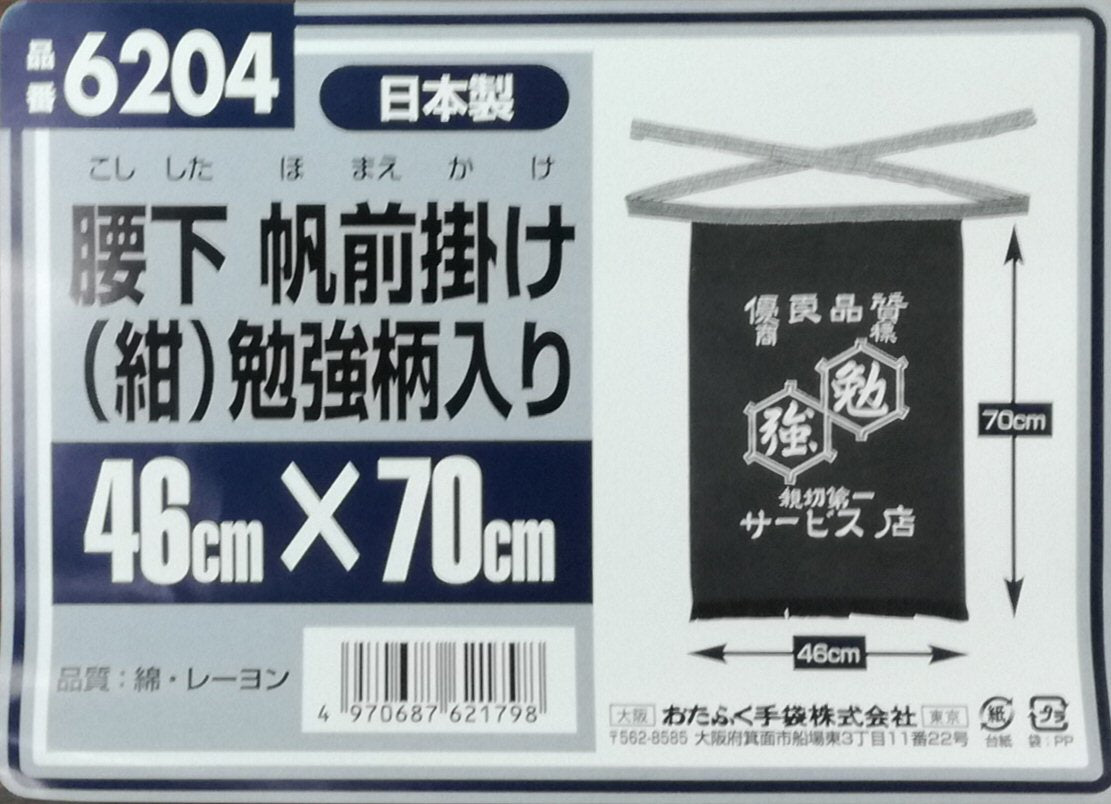 品番 6204
日本製
こし した ほ まえ か け
腰下 帆前掛け
(紺)勉強柄入り
46cm×70cm
品質:綿・レーヨン
4 970687 621798
優良品質
商標
勉
強
親切第一
サービス店
70cm
46cm
大阪 おたふく手袋株式会社 東京
〒562-8585 大阪府箕面市船場東3丁目11番22号
紙 プラ
台紙 袋:PP